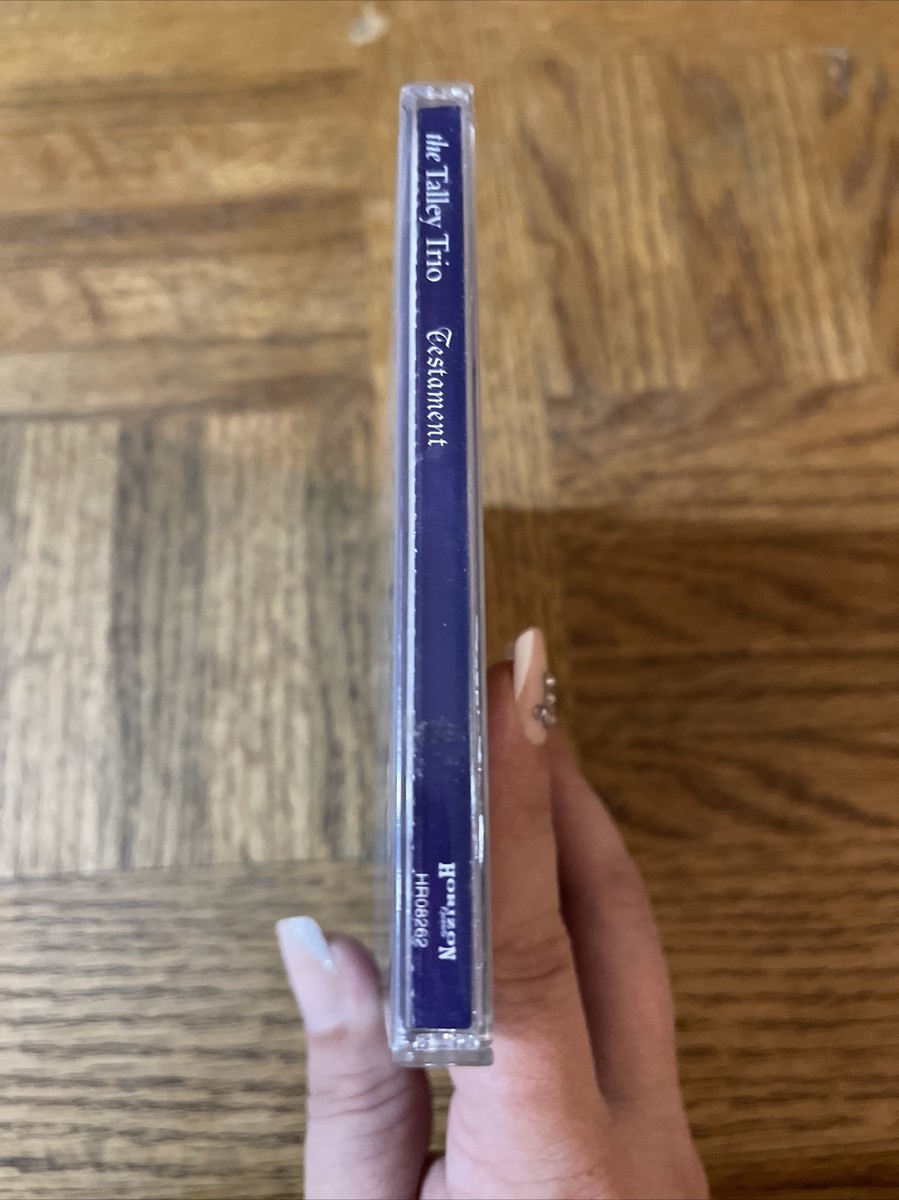 the Talley Trio
Testament
HORIZON
HR08262